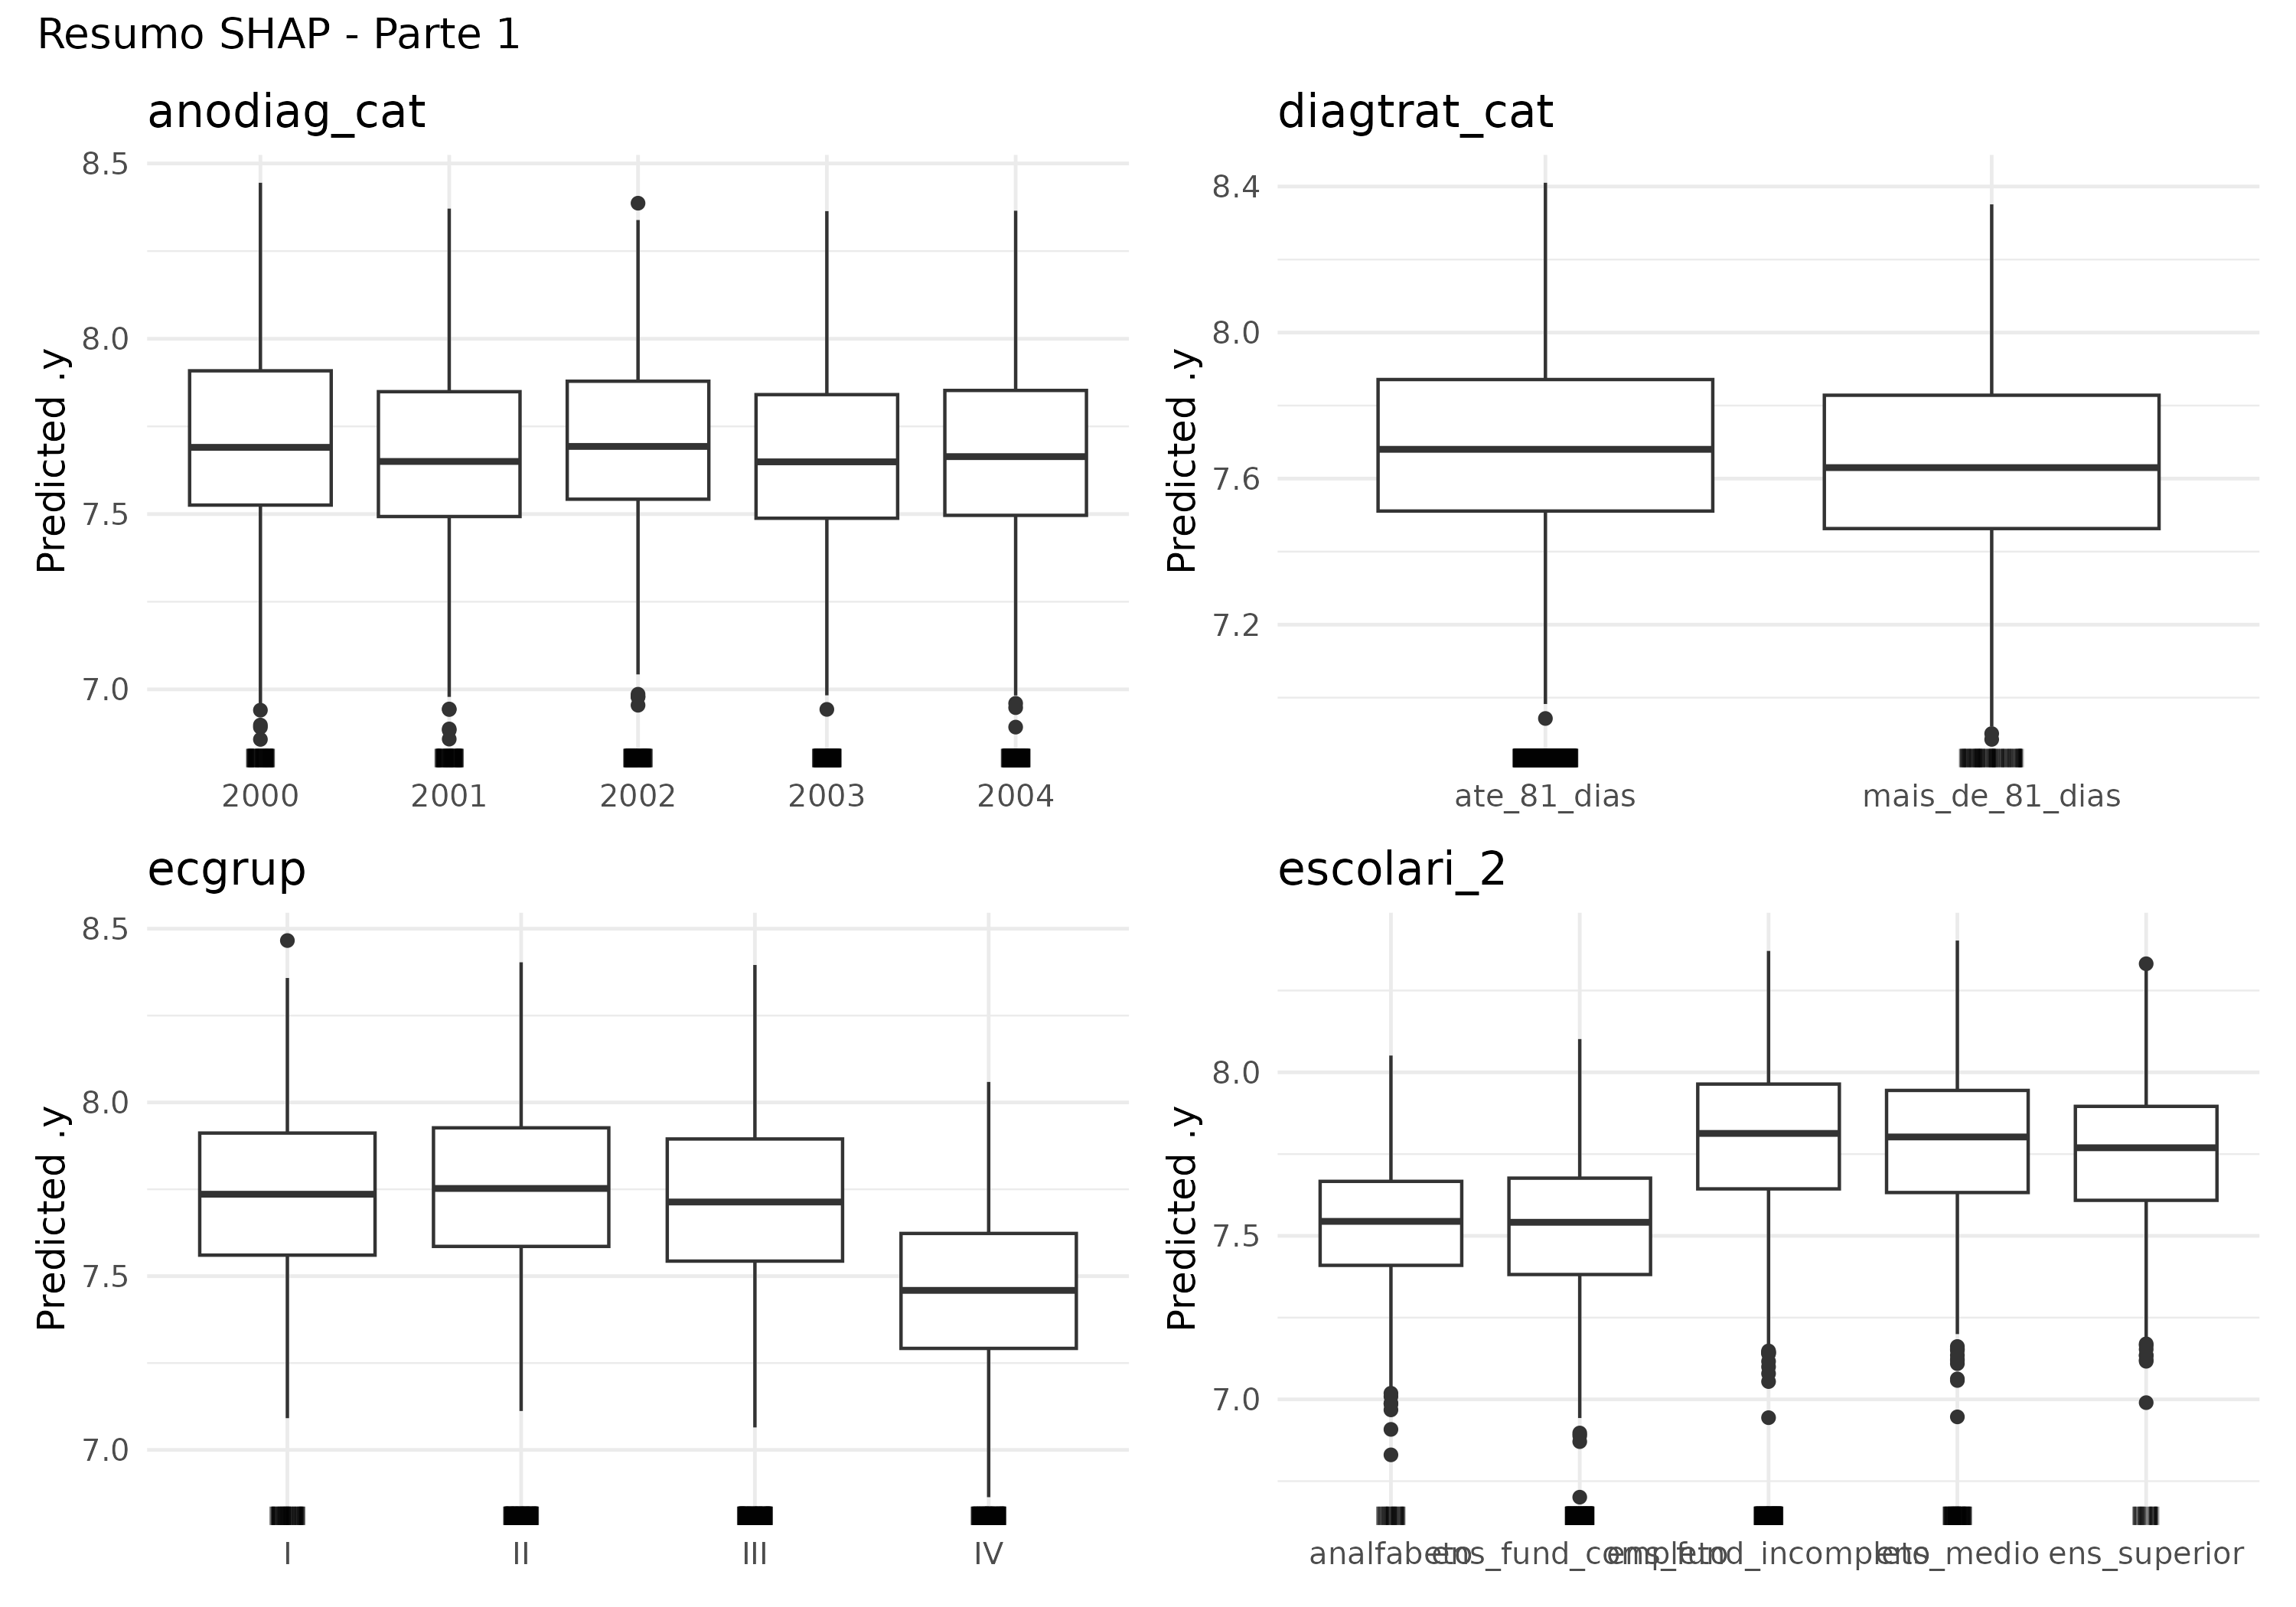 Resumo SHAP - Parte 1
anodiag_cat
8.5
8.0
7.5
7.0
Predicted .y
2000 2001 2002 2003 2004
diagtrat_cat
8.4
8.0
7.6
7.2
Predicted .y
ate_81_dias mais_de_81_dias
ecgrup
8.5
8.0
7.5
7.0
Predicted .y
I II III IV
escolari_2
8.0
7.5
7.0
Predicted .y
analfabeto ens_fund_completo ens_fund_incompleto ens_medio ens_superior